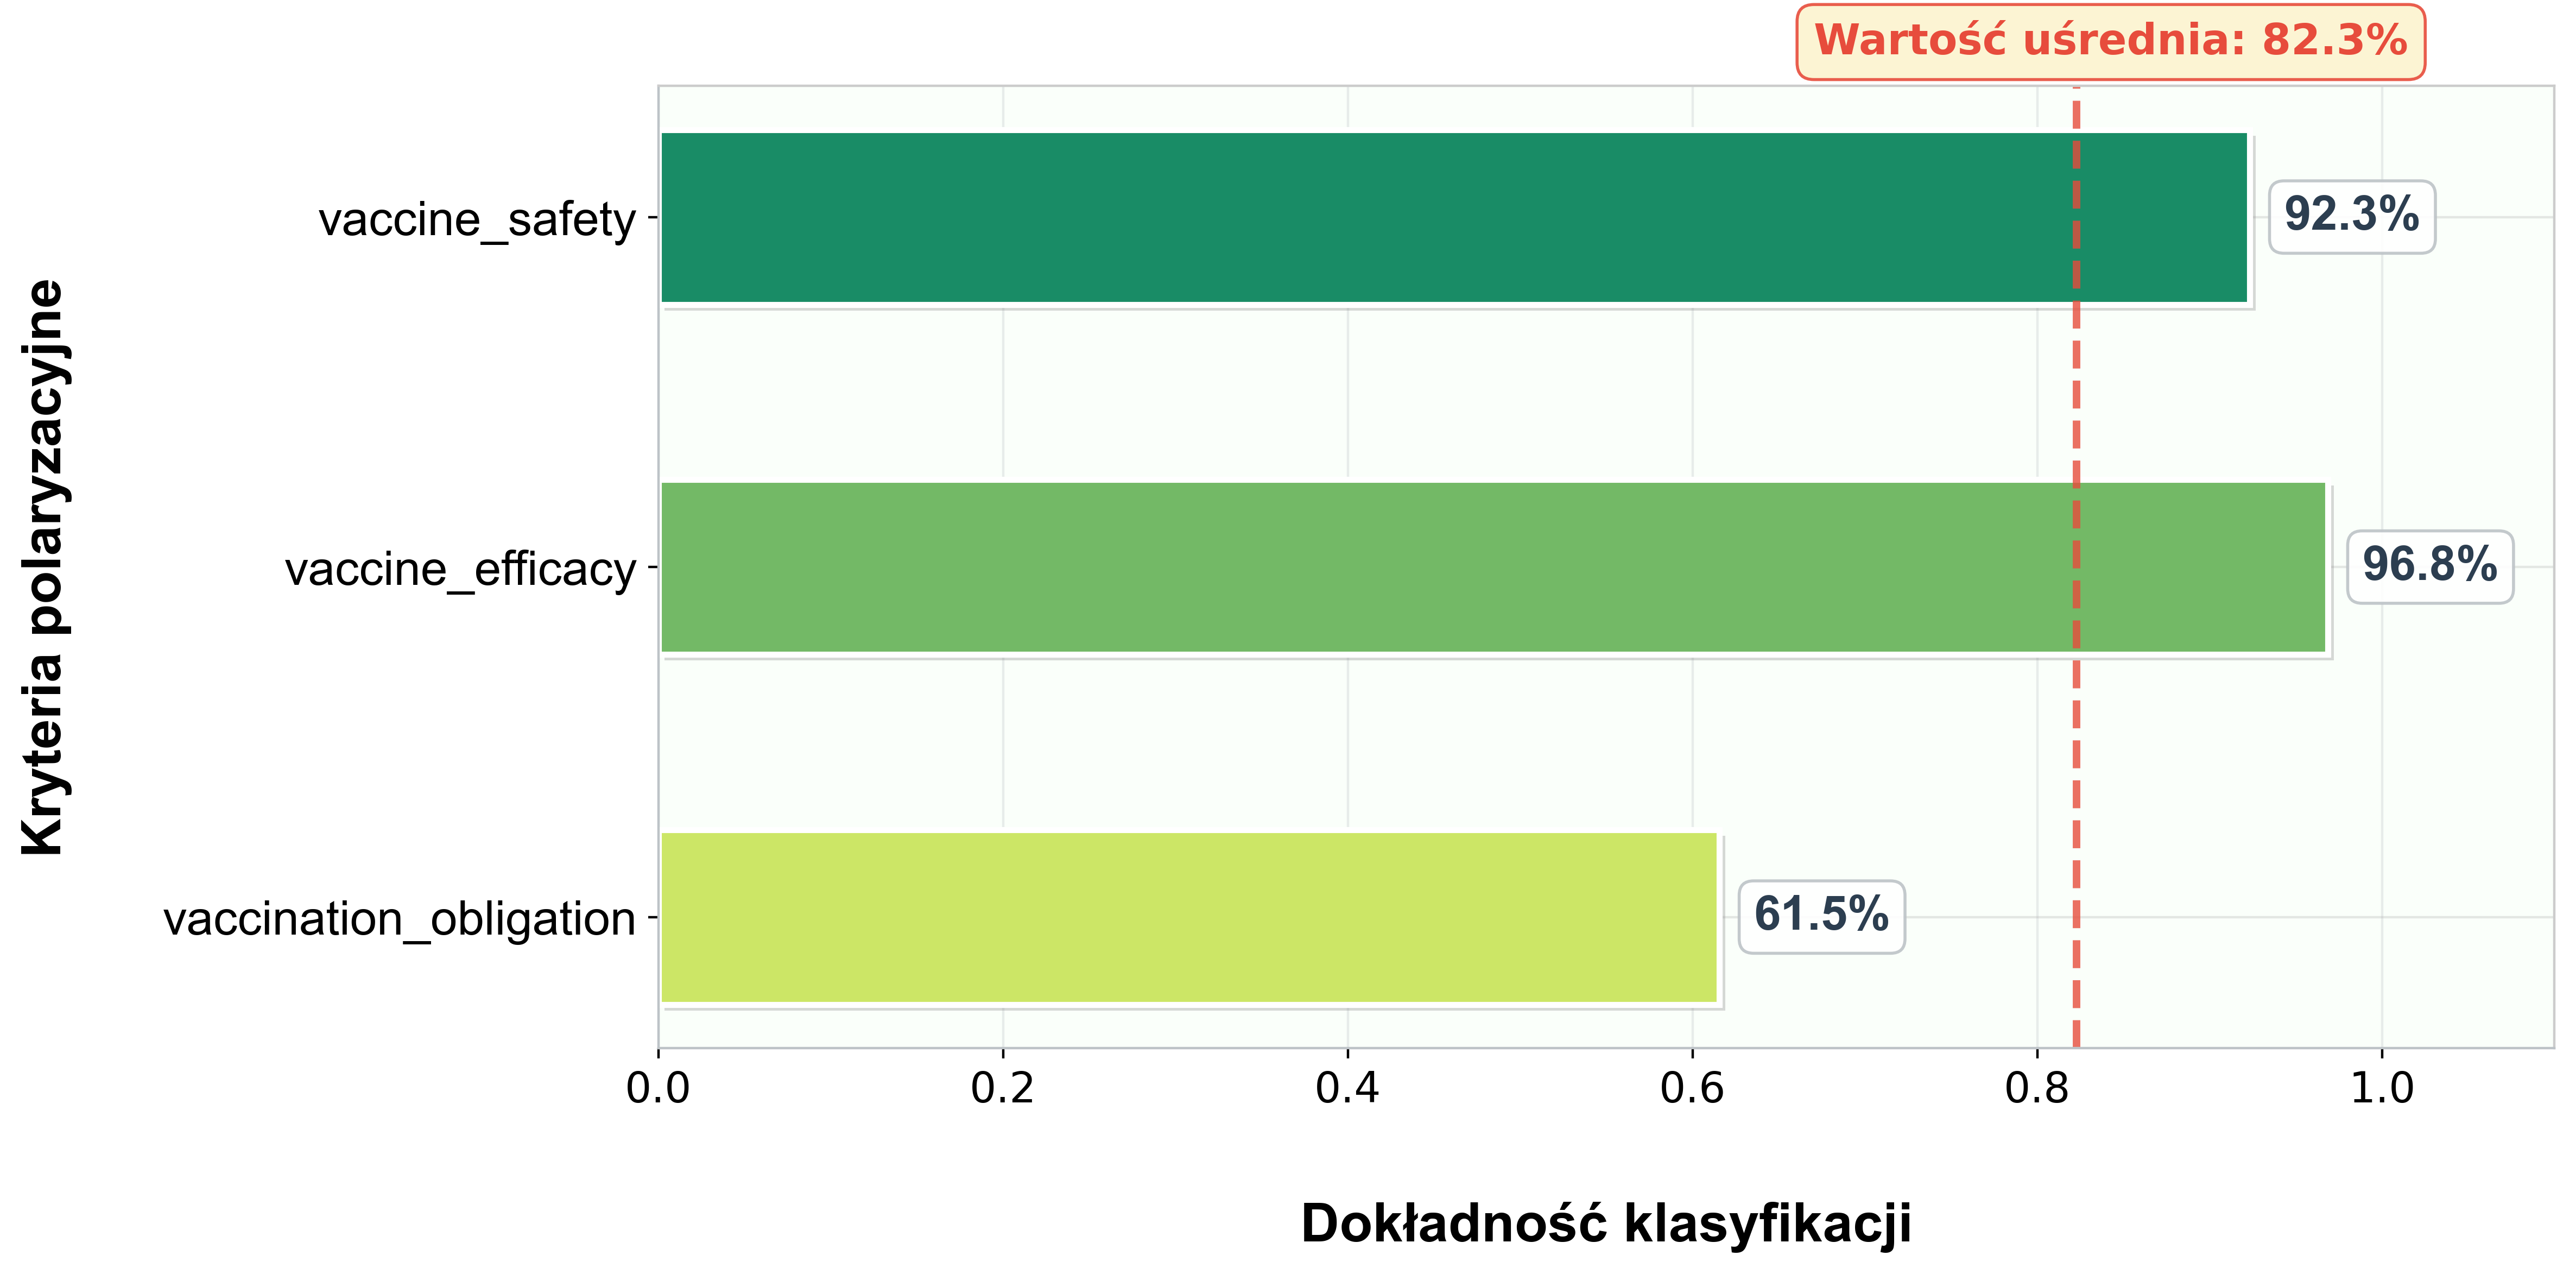 Wartość uśrednia: 82.3%
Kryteria polaryzacyjne
vaccine_safety
92.3%
vaccine_efficacy
96.8%
vaccination_obligation
61.5%
0.0 0.2 0.4 0.6 0.8 1.0
Dokładność klasyfikacji